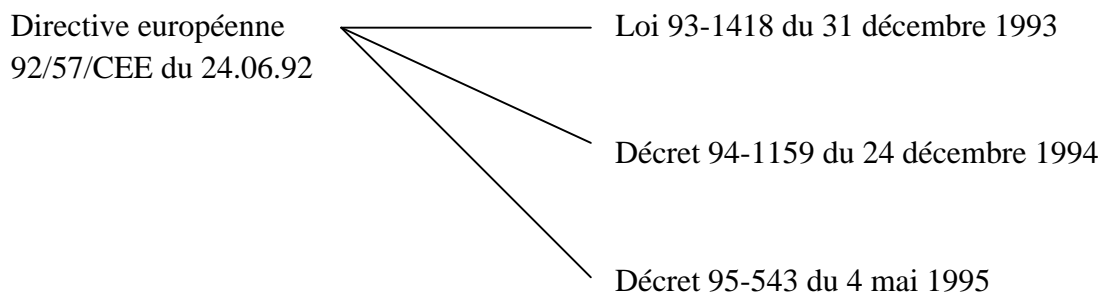 Directive européenne
92/57/CEE du 24.06.92
Loi 93-1418 du 31 décembre 1993
Décret 94-1159 du 24 décembre 1994
Décret 95-543 du 4 mai 1995